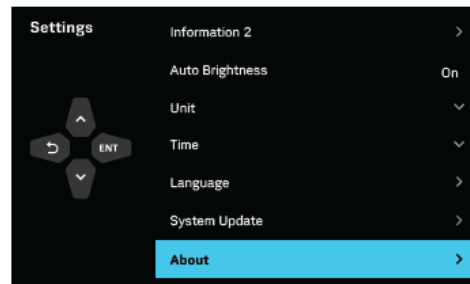 Settings
Information 2
Auto Brightness On
Unit
Time
Language
System Update
About
ENT